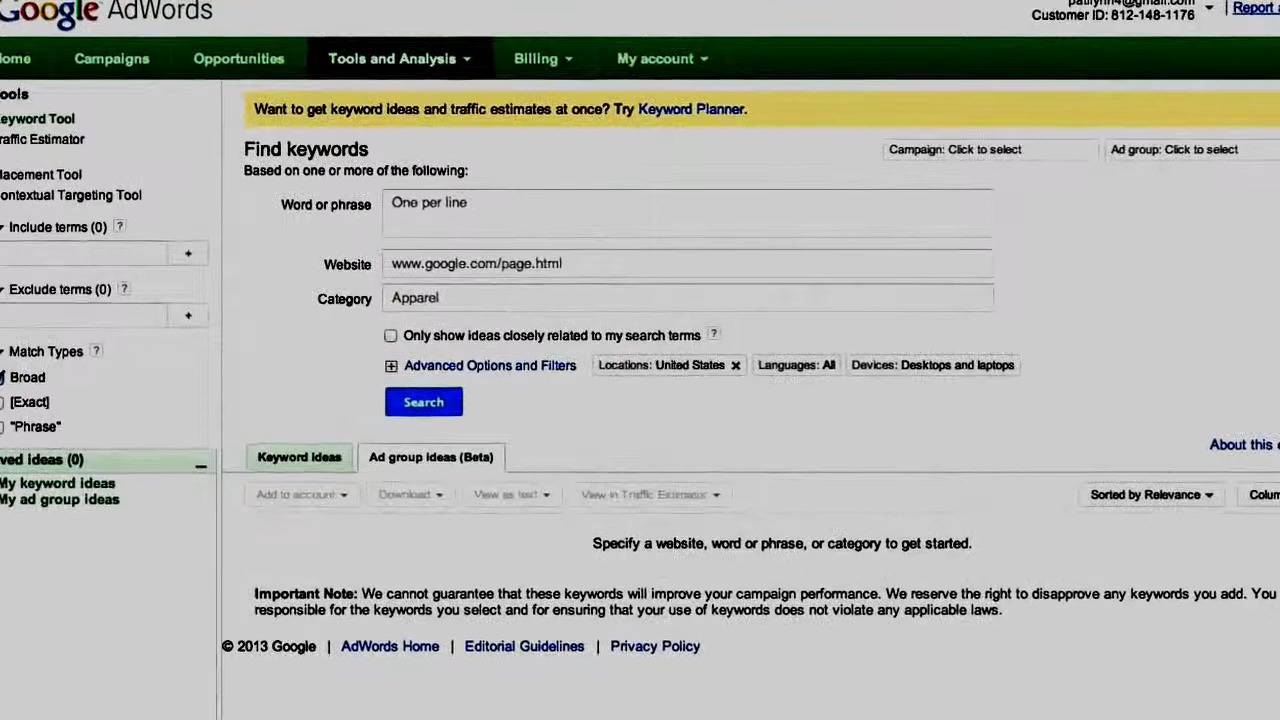 Google AdWords
Customer ID: 812-148-1176
Report
Campaigns
Opportunities
Tools and Analysis
Billing
My account
Want to get keyword ideas and traffic estimates at once? Try Keyword Planner.
Find keywords
Campaign: Click to select
Ad group: Click to select
Based on one or more of the following:
Word or phrase
One per line
Website
www.google.com/page.html
Category
Apparel
Only show ideas closely related to my search terms ?
Advanced Options and Filters
Locations: United States
Languages: All
Devices: Desktops and laptops
Search
About this
Keyword ideas
Ad group ideas (Beta)
Add to account
Download
View as text
View in Traffic Estimator
Sorted by Relevance
Specify a website, word or phrase, or category to get started.
Important Note: We cannot guarantee that these keywords will improve your campaign performance. We reserve the right to disapprove any keywords you add. You
responsible for the keywords you select and for ensuring that your use of keywords does not violate any applicable laws.
© 2013 Google | AdWords Home | Editorial Guidelines | Privacy Policy
ools
eyword Tool
raffic Estimator
lacement Tool
ontextual Targeting Tool
Include terms (0) ?
+
Exclude terms (0) ?
+
Match Types ?
Broad
[Exact]
"Phrase"
ved ideas (0)
My keyword ideas
My ad group ideas